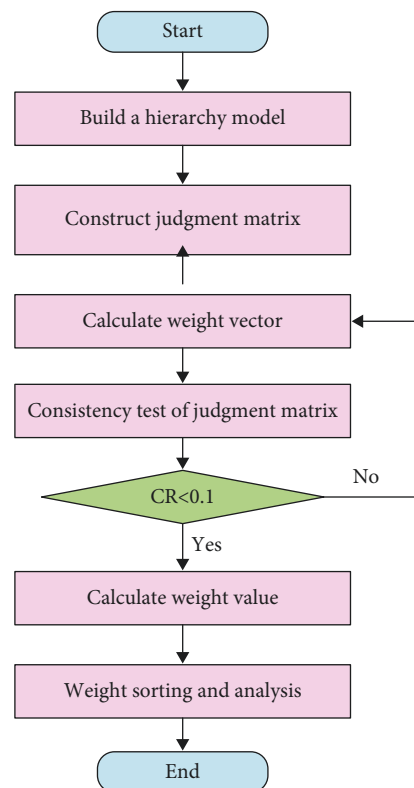 Start
Build a hierarchy model
Construct judgment matrix
Calculate weight vector
Consistency test of judgment matrix
CR<0.1
No
Yes
Calculate weight value
Weight sorting and analysis
End